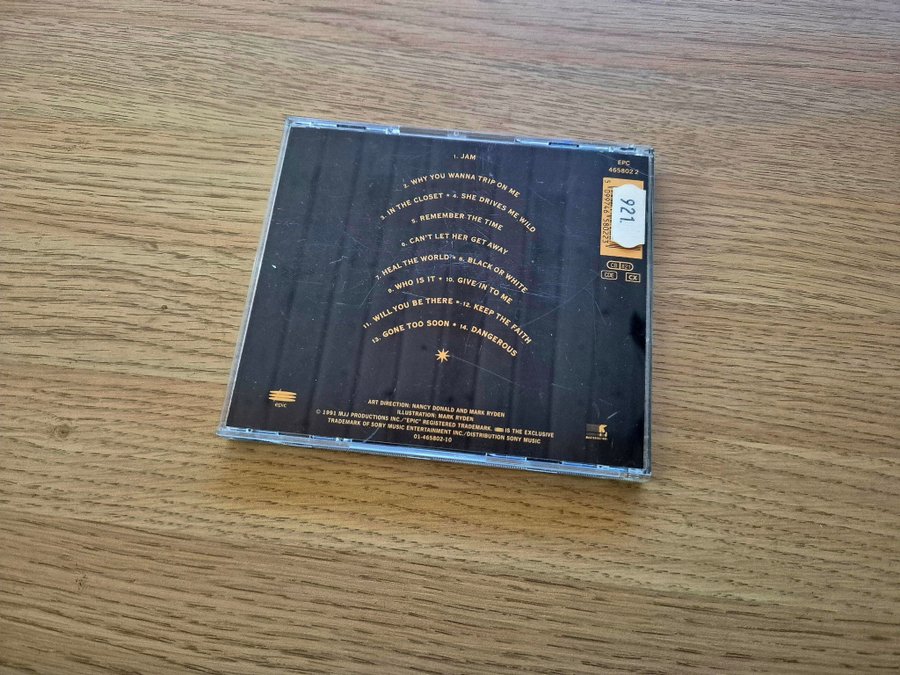 1. JAM
2. WHY YOU WANNA TRIP ON ME
3. IN THE CLOSET • 4. SHE DRIVES ME WILD
5. REMEMBER THE TIME
6. CAN'T LET HER GET AWAY
7. HEAL THE WORLD • 8. BLACK OR WHITE
9. WHO IS IT • 10. GIVE IN TO ME
11. WILL YOU BE THERE • 12. KEEP THE FAITH
13. GONE TOO SOON • 14. DANGEROUS
EPC
465802 2
921.
5 099746 580223
CX
epic
ART DIRECTION: NANCY DONALD AND MARK RYDEN
ILLUSTRATION: MARK RYDEN
© 1991 MJJ PRODUCTIONS INC./"EPIC" REGISTERED TRADEMARK. IS THE EXCLUSIVE
TRADEMARK OF SONY MUSIC ENTERTAINMENT INC./DISTRIBUTION SONY MUSIC
01-465802-10